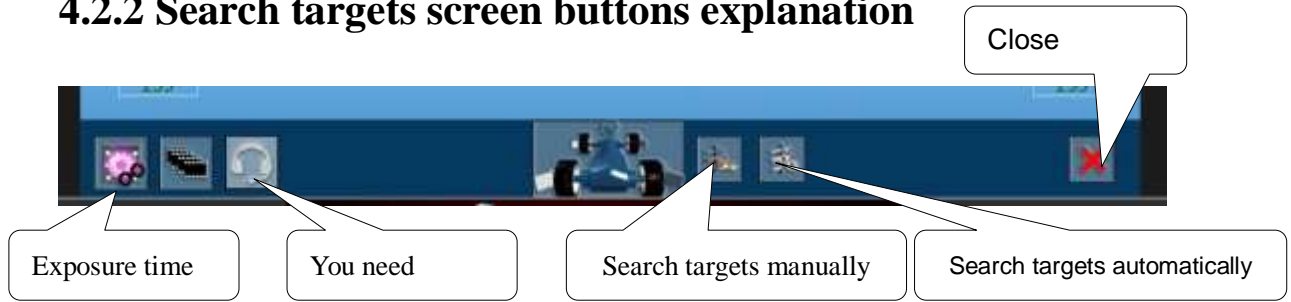 4.2.2 Search targets screen buttons explanation
Close
Exposure time
You need
Search targets manually
Search targets automatically